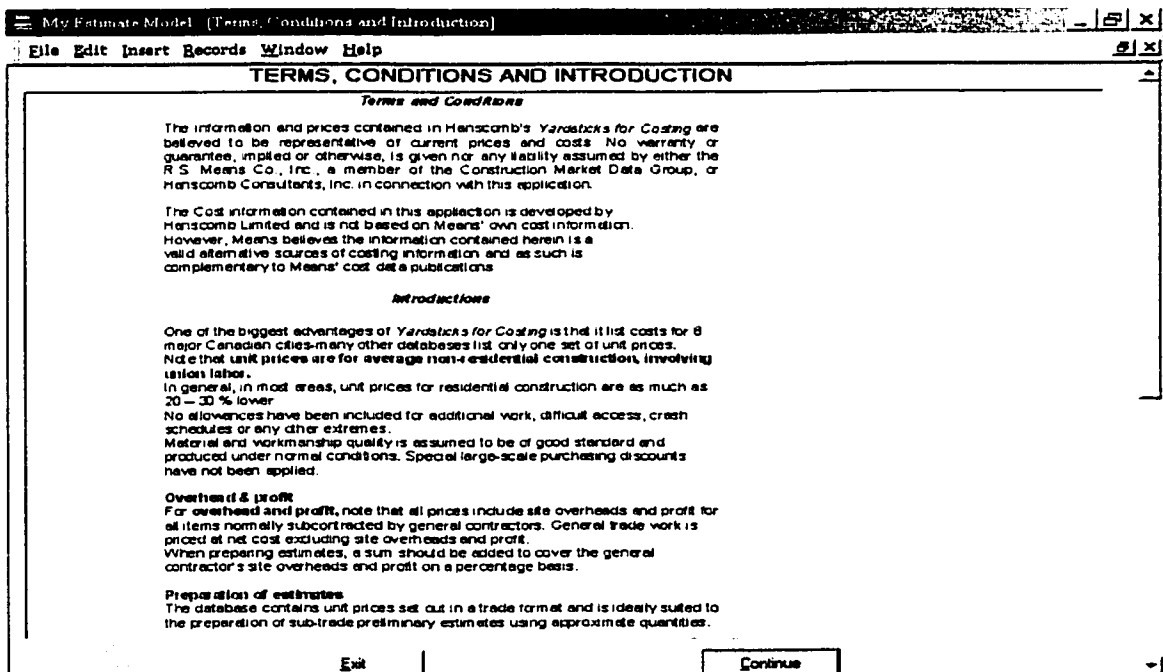 My Estimate Model - [Terms, Conditions and Introduction]
File Edit Insert Records Window Help
TERMS, CONDITIONS AND INTRODUCTION
Terms and Conditions
The information and prices contained in Hanscomb's Yardsticks for Costing are
believed to be representative of current prices and costs. No warranty or
guarantee, implied or otherwise, is given nor any liability assumed by either the
R.S. Means Co., Inc., a member of the Construction Market Data Group, or
Hanscomb Consultants, Inc. in connection with this application.
The Cost information contained in this appliaction is developed by
Hanscomb Limited and is not based on Means' own cost information.
However, Means believes the information contained herein is a
valid alternative sources of costing information and as such is
complementary to Means' cost data publications
Introductions
One of the biggest advantages of Yardsticks for Costing is that it list costs for 8
major Canadian cities-many other databases list only one set of unit prices.
Note that unit prices are for average non-residential construction, involving
union labor.
In general, in most areas, unit prices for residential construction are as much as
20 – 30 % lower
No allowances have been included for additional work, difficult access, crash
schedules or any other extremes.
Material and workmanship quality is assumed to be of good standard and
produced under normal conditions. Special large-scale purchasing discounts
have not been applied.
Overhead & profit
For overhead and profit, note that all prices include site overheads and profit for
all items normally subcontracted by general contractors. General trade work is
priced at net cost excluding site overheads and profit.
When preparing estimates, a sum should be added to cover the general
contractor's site overheads and profit on a percentage basis.
Preparation of estimates
The database contains unit prices set out in a trade format and is ideally suited to
the preparation of sub-trade preliminary estimates using approximate quantities.
Exit Continue